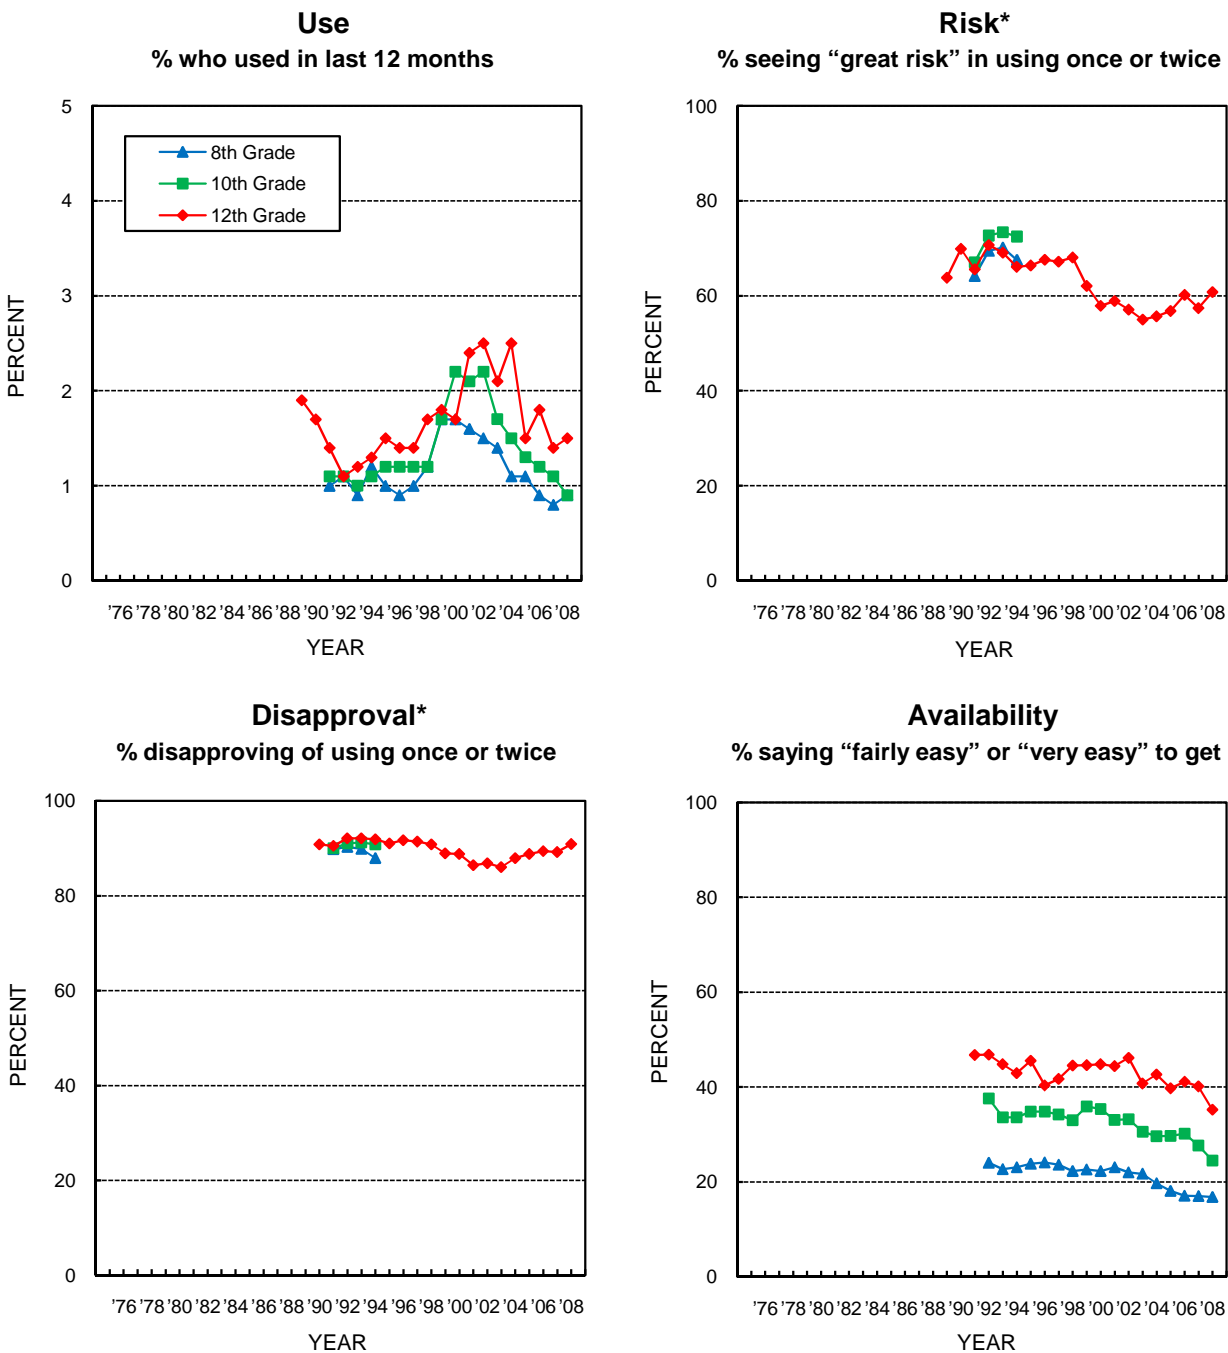 Use
% who used in last 12 months
5
4
3
2
1
0
PERCENT
8th Grade
10th Grade
12th Grade
’76 ’78 ’80 ’82 ’84 ’86 ’88 ’90 ’92 ’94 ’96 ’98 ’00 ’02 ’04 ’06 ’08
YEAR
Risk*
% seeing “great risk” in using once or twice
100
80
60
40
20
0
PERCENT
’76 ’78 ’80 ’82 ’84 ’86 ’88 ’90 ’92 ’94 ’96 ’98 ’00 ’02 ’04 ’06 ’08
YEAR
Disapproval*
% disapproving of using once or twice
100
80
60
40
20
0
PERCENT
’76 ’78 ’80 ’82 ’84 ’86 ’88 ’90 ’92 ’94 ’96 ’98 ’00 ’02 ’04 ’06 ’08
YEAR
Availability
% saying “fairly easy” or “very easy” to get
100
80
60
40
20
0
PERCENT
’76 ’78 ’80 ’82 ’84 ’86 ’88 ’90 ’92 ’94 ’96 ’98 ’00 ’02 ’04 ’06 ’08
YEAR